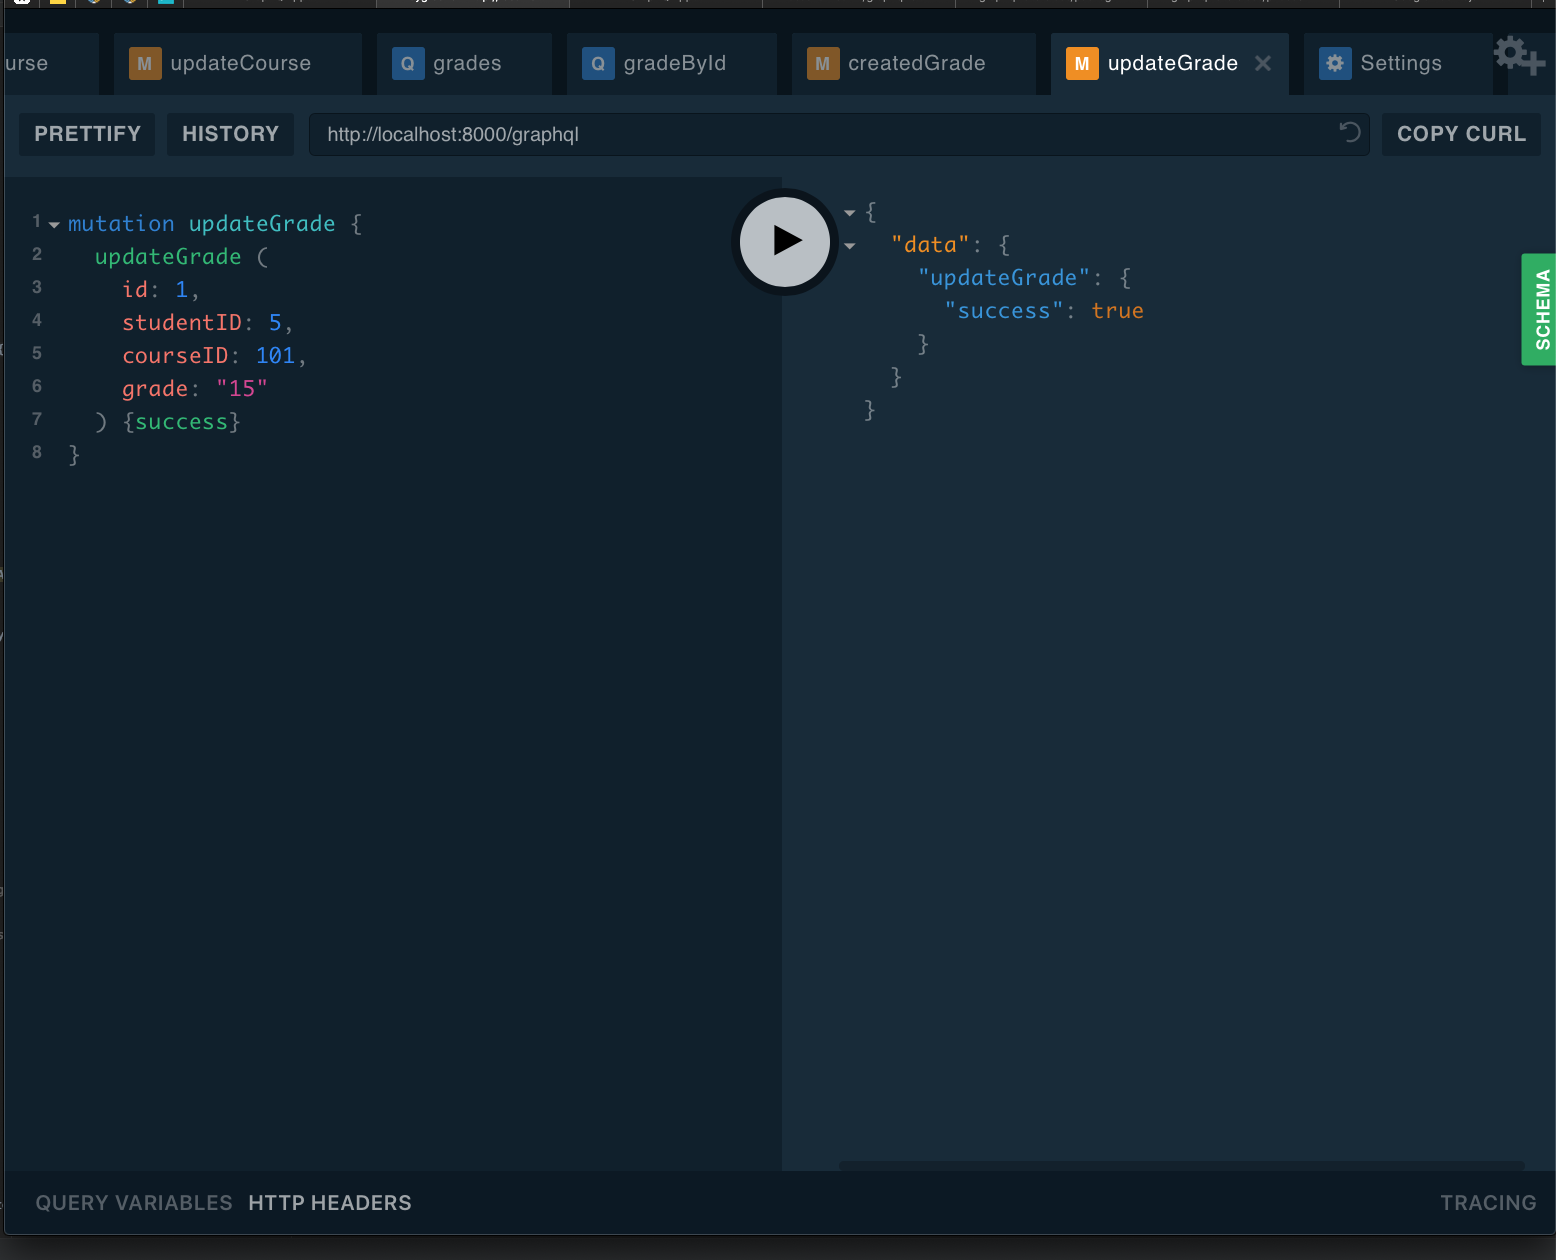 urse
M updateCourse
Q grades
Q gradeById
M createdGrade
M updateGrade
Settings
PRETTIFY
HISTORY
http://localhost:8000/graphql
COPY CURL
1 mutation updateGrade {
2 updateGrade (
3 id: 1,
4 studentID: 5,
5 courseID: 101,
6 grade: "15"
7 ) {success}
8 }
{
"data": {
"updateGrade": {
"success": true
}
}
}
SCHEMA
QUERY VARIABLES
HTTP HEADERS
TRACING